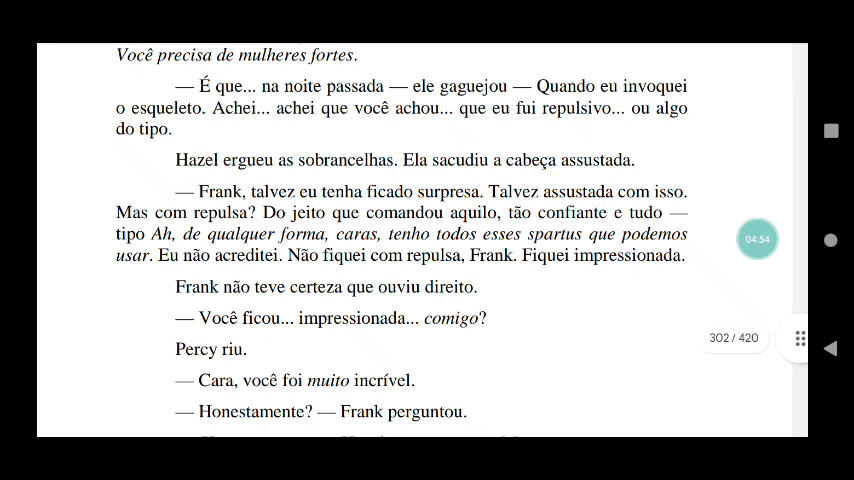 Você precisa de mulheres fortes.
— É que... na noite passada — ele gaguejou — Quando eu invoquei
o esqueleto. Achei... achei que você achou... que eu fui repulsivo... ou algo
do tipo.
Hazel ergueu as sobrancelhas. Ela sacudiu a cabeça assustada.
— Frank, talvez eu tenha ficado surpresa. Talvez assustada com isso.
Mas com repulsa? Do jeito que comandou aquilo, tão confiante e tudo —
tipo Ah, de qualquer forma, caras, tenho todos esses spartus que podemos
usar. Eu não acreditei. Não fiquei com repulsa, Frank. Fiquei impressionada.
04:54
Frank não teve certeza que ouviu direito.
— Você ficou... impressionada... comigo?
302 / 420
Percy riu.
— Cara, você foi muito incrível.
— Honestamente? — Frank perguntou.